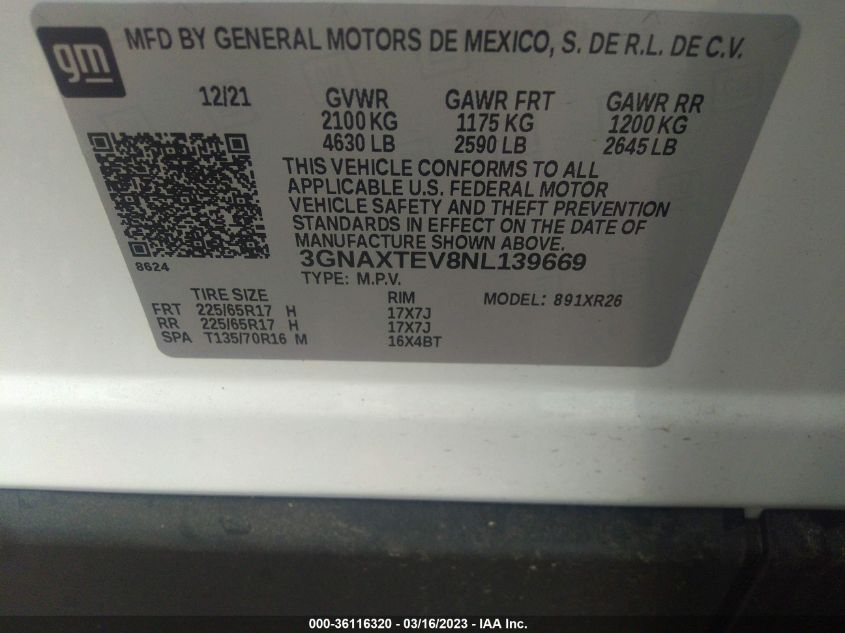 gm
MFD BY GENERAL MOTORS DE MEXICO, S. DE R.L. DE C.V.
12/21 GVWR GAWR FRT GAWR RR
2100 KG 1175 KG 1200 KG
4630 LB 2590 LB 2645 LB
THIS VEHICLE CONFORMS TO ALL
APPLICABLE U.S. FEDERAL MOTOR
VEHICLE SAFETY AND THEFT PREVENTION
STANDARDS IN EFFECT ON THE DATE OF
MANUFACTURE SHOWN ABOVE.
8624
3GNAXTEV8NL139669
TYPE: M.P.V.
TIRE SIZE RIM MODEL: 891XR26
FRT 225/65R17 H 17X7J
RR 225/65R17 H 17X7J
SPA T135/70R16 M 16X4BT
000-36116320 / 03/16/2023 - IAA Inc.